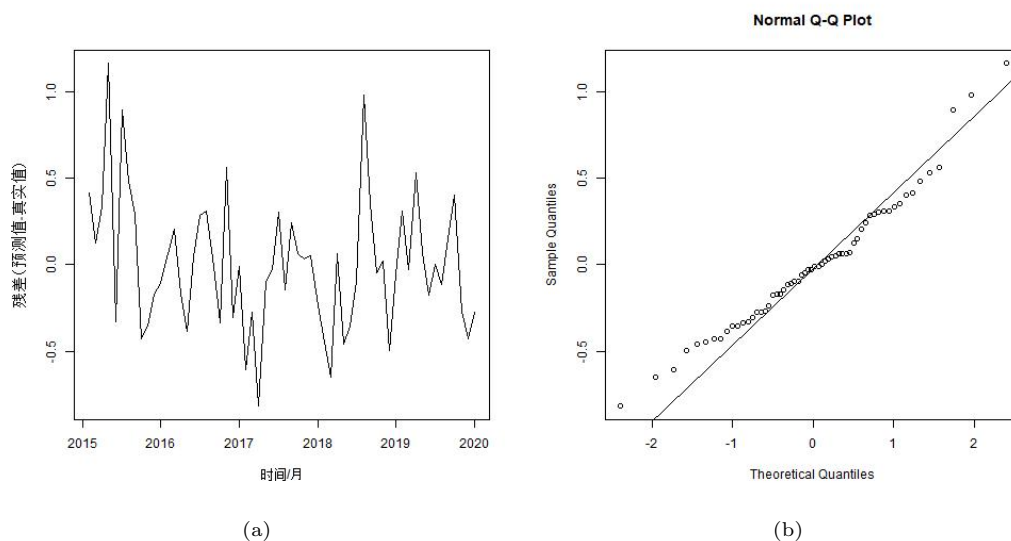 Normal Q-Q Plot
残差(预测值-真实值)
1.0
0.5
0.0
-0.5
2015 2016 2017 2018 2019 2020
时间/月
(a)
Sample Quantiles
1.0
0.5
0.0
-0.5
-2 -1 0 1 2
Theoretical Quantiles
(b)